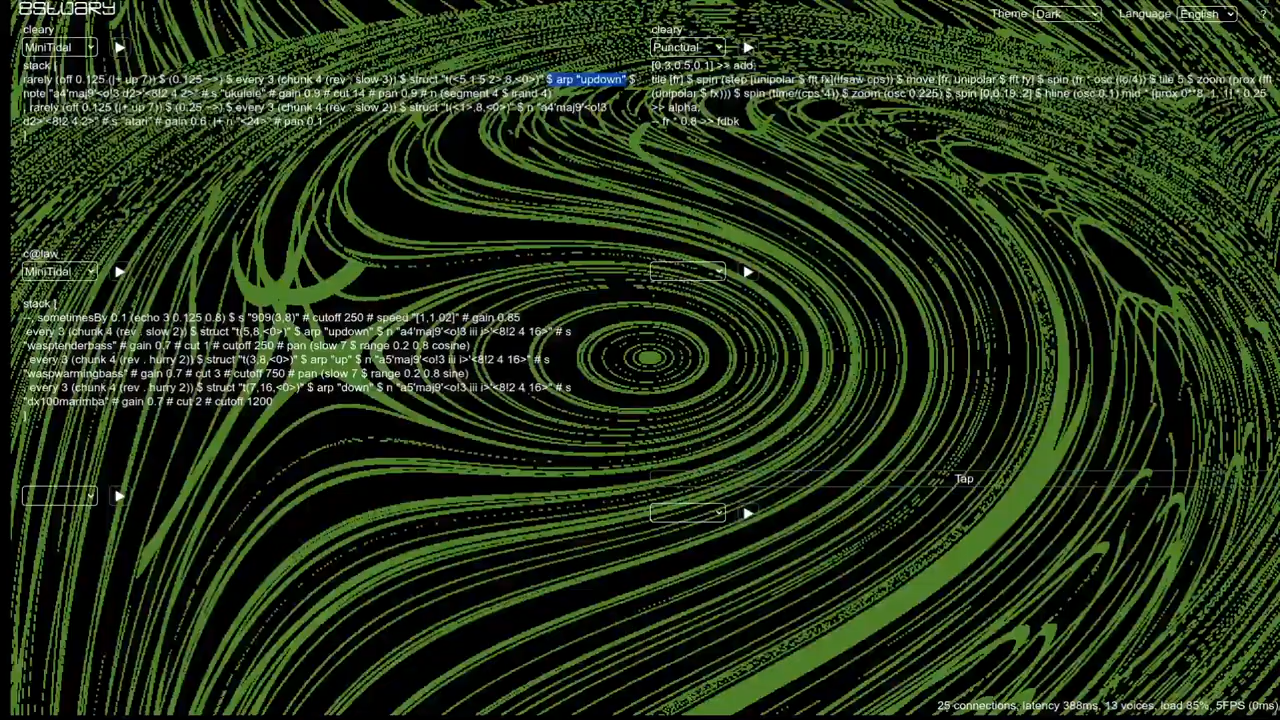 estuary
Theme Dark Language English ?
cleary
MiniTidal
stack [
rarely (off 0.125 (|+ up 7)) $ (0.125 ~>) $ every 3 (chunk 4 (rev . slow 3)) $ struct "t(<5,1 5 2>,8,<0>)" $ arp "updown" $
note "a4'maj9'<o!3 d2>'<8!2 4 2>" # s "ukulele" # gain 0.9 # cut 14 # pan 0.9 # n (segment 4 $ irand 4)
, rarely (off 0.125 (|+ up 7)) $ (0.25 ~>) $ every 3 (chunk 4 (rev . slow 2)) $ struct "t(<1>,8,<0>)" $ n "a4'maj9'<o!3
d2>'<8!2 4 2>" # s "atari" # gain 0.6 |+ n "<24>" # pan 0.1
]
cleary
Punctual
[0.3,0.5,0.1] >> add;
tile [fr] $ spin (step [unipolar $ fft fx](lfsaw cps)) $ move [fr, unipolar $ fft fy] $ spin (fr * osc (lo/4)) $ tile 5 $ zoom (prox (fft
(unipolar $ fx))) $ spin (time/(cps*4)) $ zoom (osc 0.225) $ spin [0,0.15,.2] $ hline (osc 0.1) mid * [prox 0**8, 1, 1] * 0.25
>> alpha;
-- fr * 0.8 >> fdbk
c@law
MiniTidal
stack [
--, sometimesBy 0.1 (echo 3 0.125 0.8) $ s "909(3,8)" # cutoff 250 # speed "[1,1.02]" # gain 0.85
every 3 (chunk 4 (rev . slow 2)) $ struct "t(5,8,<0>)" $ arp "updown" $ n "a4'maj9'<o!3 iii i>'<8!2 4 16>" # s
"wasptenderbass" # gain 0.7 # cut 1 # cutoff 250 # pan (slow 7 $ range 0.2 0.8 cosine)
, every 3 (chunk 4 (rev . hurry 2)) $ struct "t(3,8,<0>)" $ arp "up" $ n "a5'maj9'<o!3 iii i>'<8!2 4 16>" # s
"waspwarmingbass" # gain 0.7 # cut 3 # cutoff 750 # pan (slow 7 $ range 0.2 0.8 sine)
, every 3 (chunk 4 (rev . hurry 2)) $ struct "t(7,16,<0>)" $ arp "down" $ n "a5'maj9'<o!3 iii i>'<8!2 4 16>" # s
"dx100marimba" # gain 0.7 # cut 2 # cutoff 1200
]
Tap
25 connections, latency 388ms, 13 voices, load 85%, 5FPS (0ms)